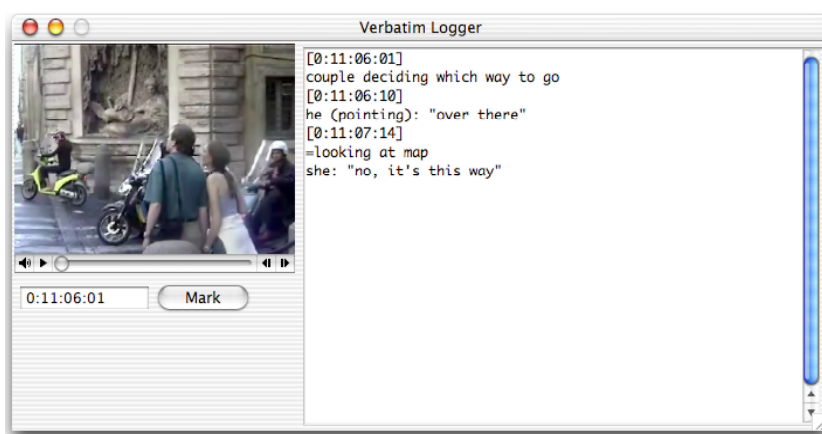 Verbatim Logger
[0:11:06:01]
couple deciding which way to go
[0:11:06:10]
he (pointing): "over there"
[0:11:07:14]
=looking at map
she: "no, it's this way"
0:11:06:01
Mark